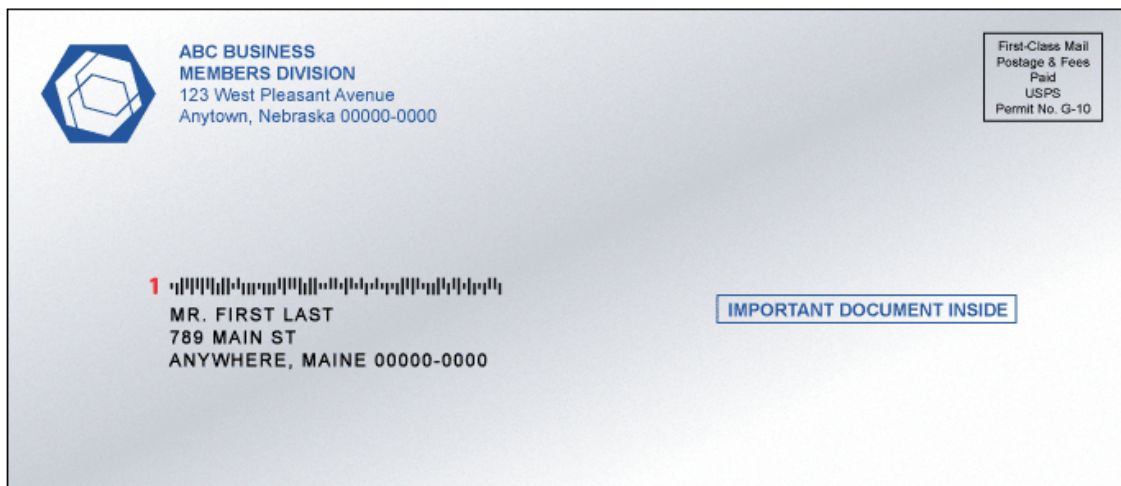 ABC BUSINESS
MEMBERS DIVISION
123 West Pleasant Avenue
Anytown, Nebraska 00000-0000
First-Class Mail
Postage & Fees
Paid
USPS
Permit No. G-10
1
MR. FIRST LAST
789 MAIN ST
ANYWHERE, MAINE 00000-0000
IMPORTANT DOCUMENT INSIDE